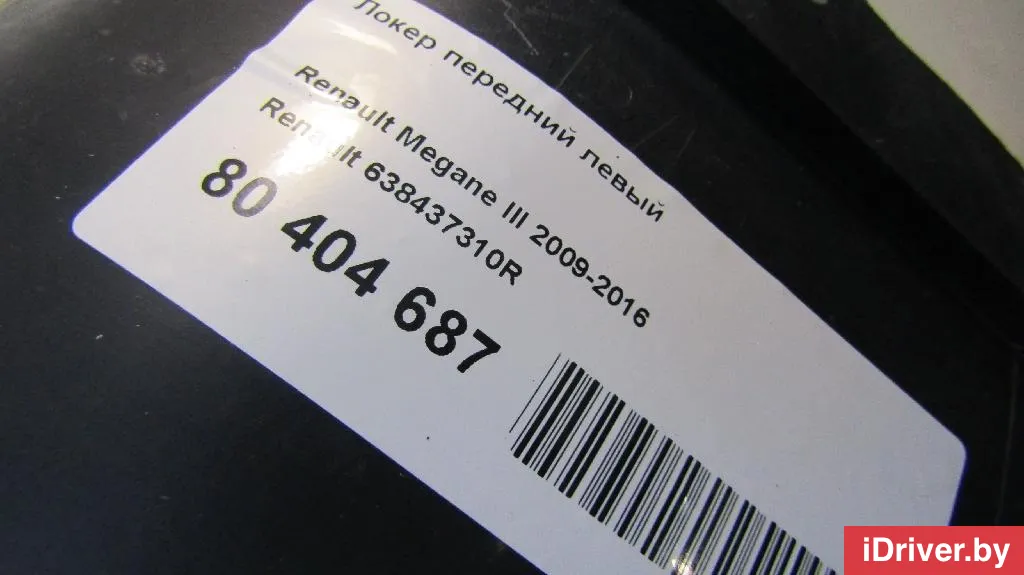 Локер передний левый
Renault Megane III 2009-2016
Renault 638437310R
80 404 687
iDriver.by